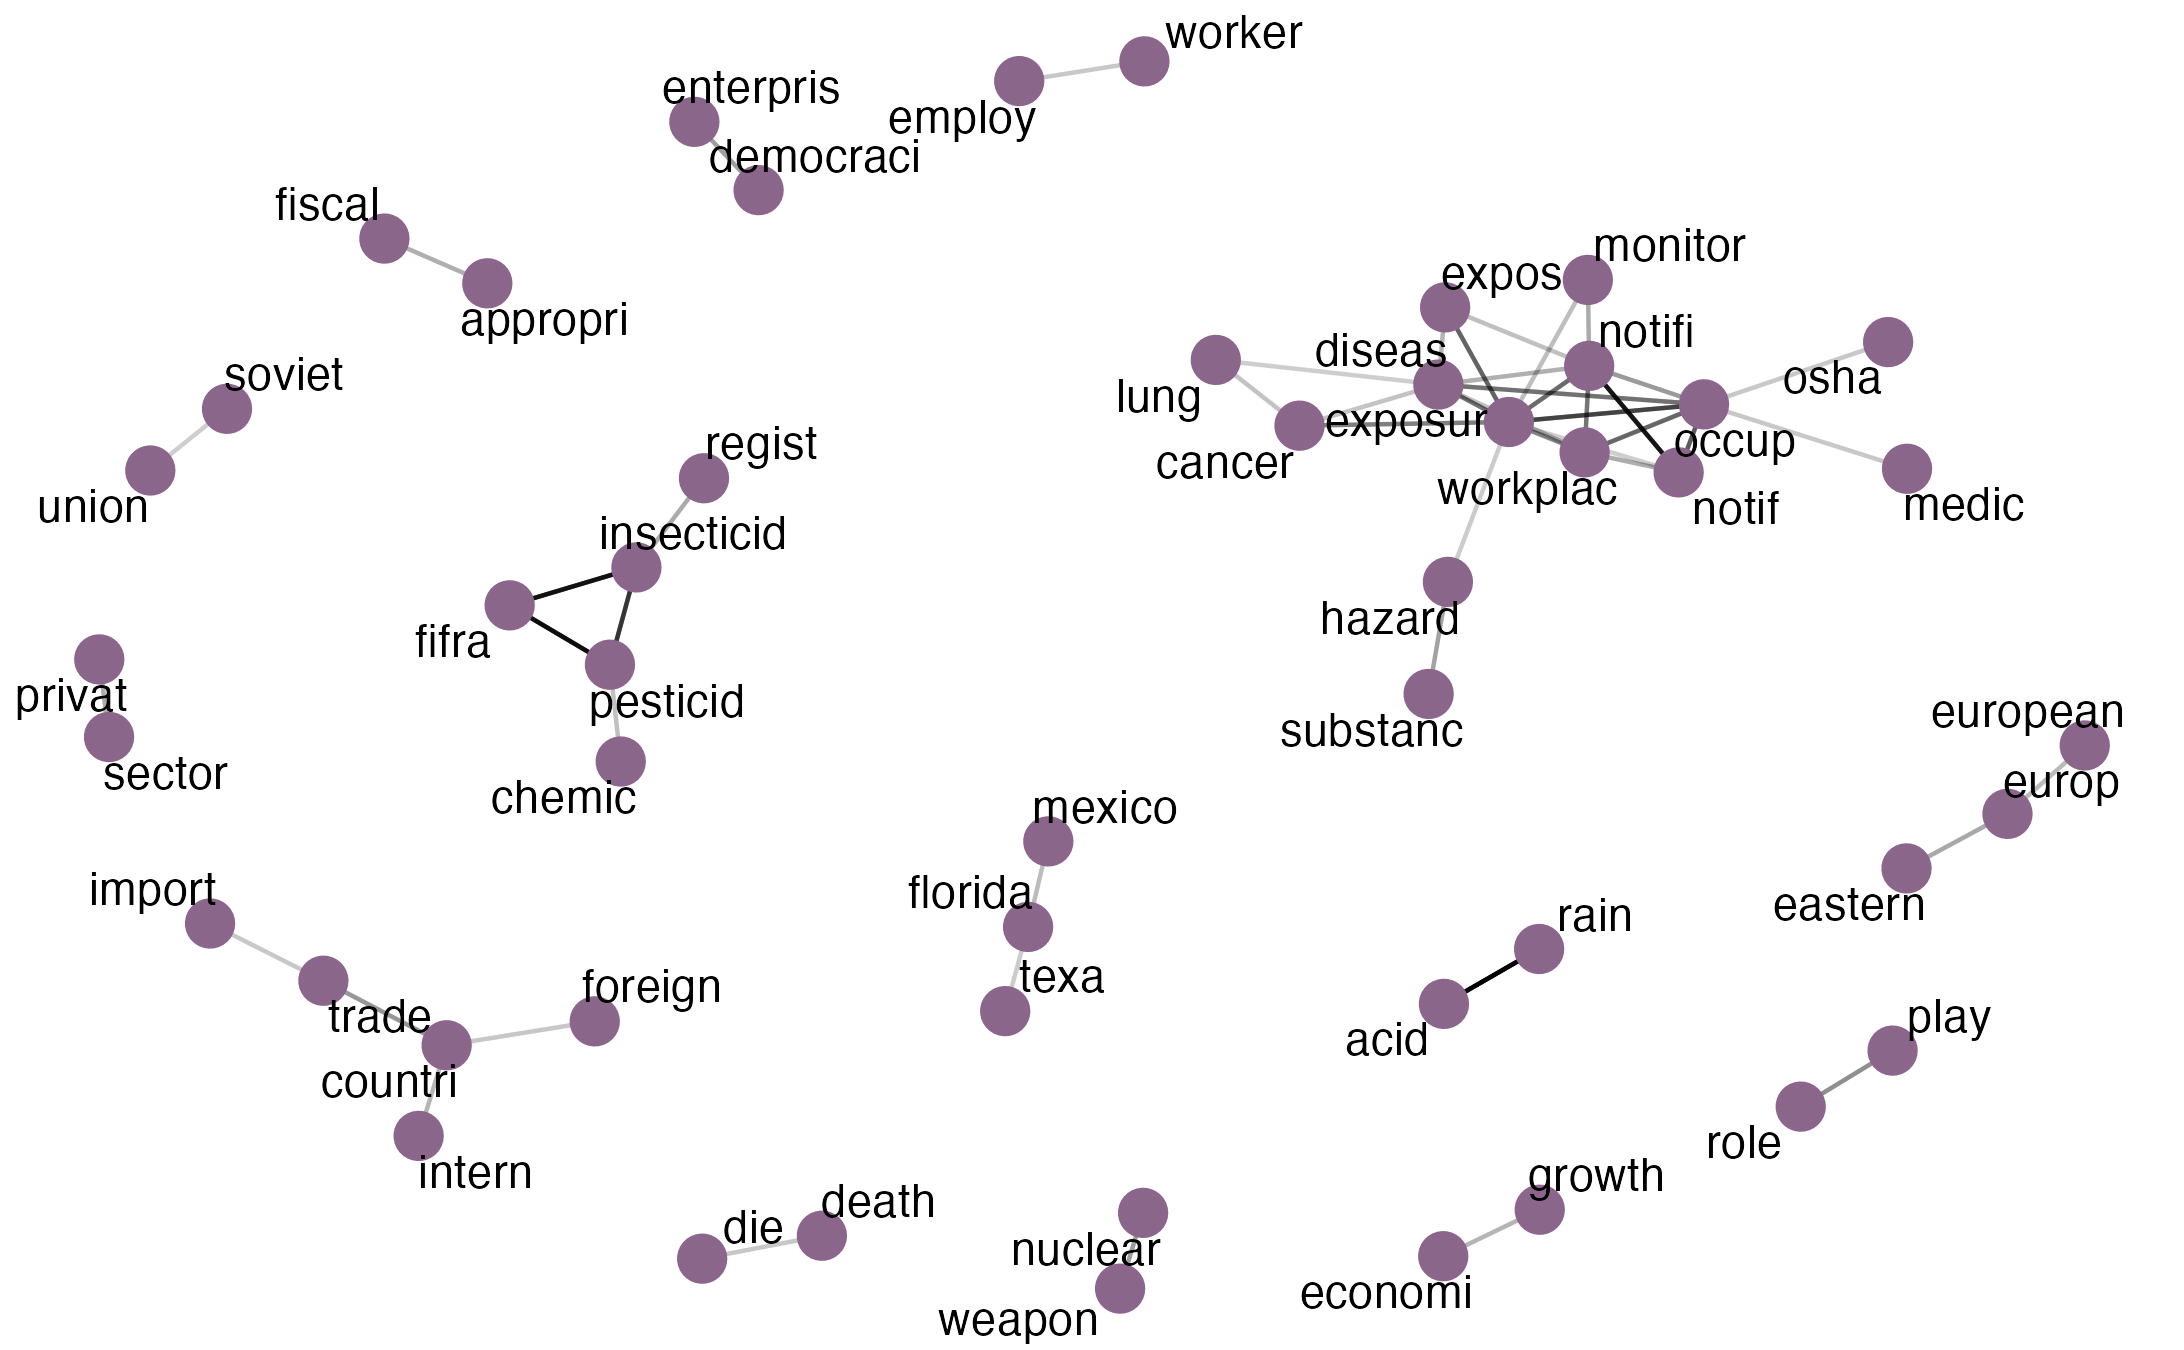 worker
enterpris
employ
democraci
fiscal
monitor
expos
appropri
notifi
diseas
soviet
osha
lung
regist
exposur
occup
cancer
workplac
union
notif
medic
insecticid
hazard
fifra
privat
pesticid
european
substanc
sector
europ
chemic
mexico
import
florida
eastern
rain
texa
foreign
trade
play
acid
countri
role
intern
growth
death
die
nuclear
economi
weapon